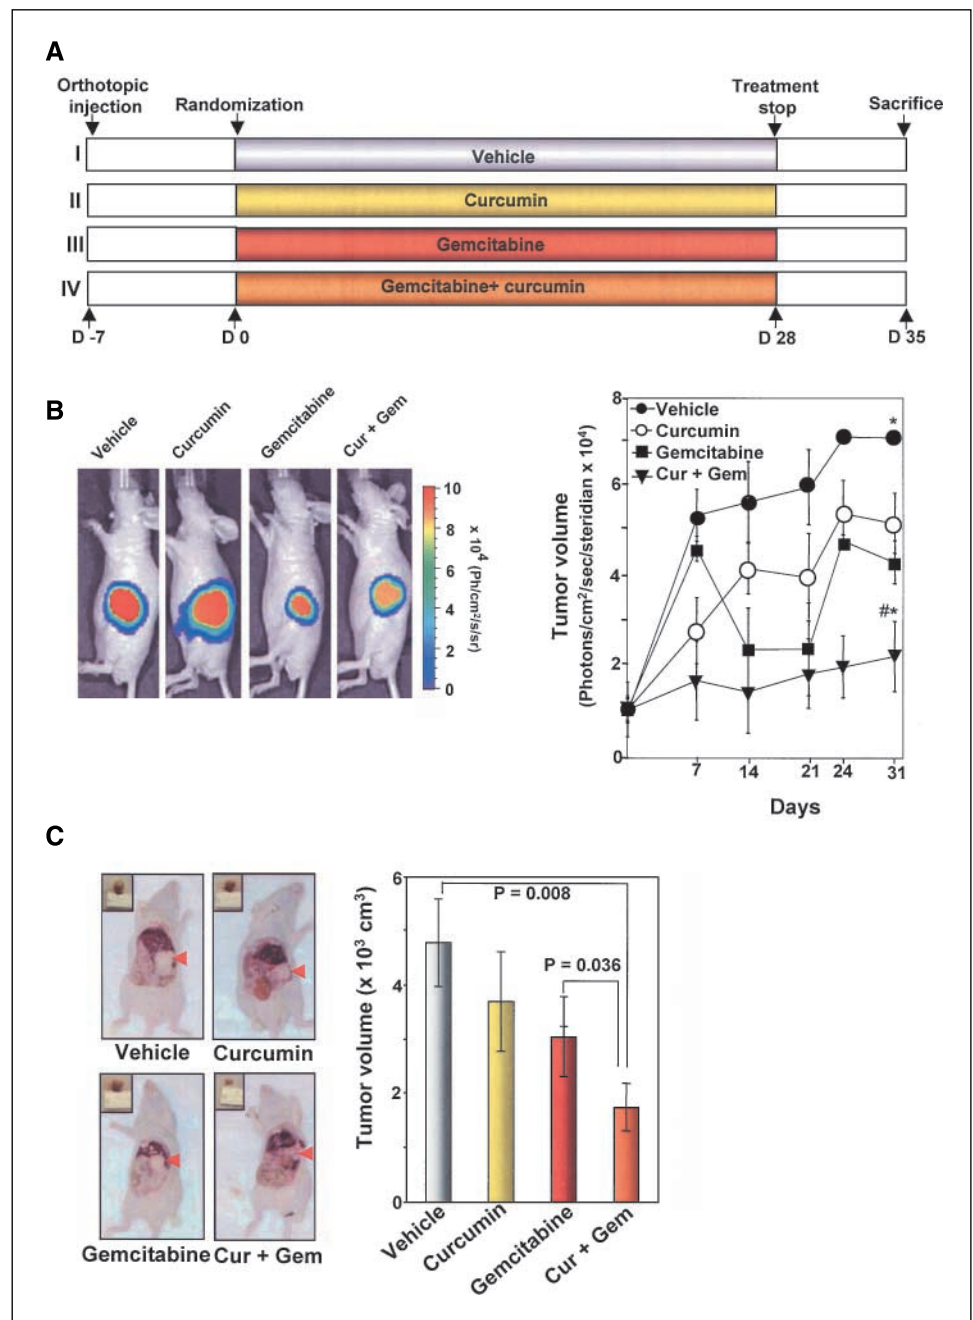 A
Orthotopic
injection
Randomization
Treatment
stop
Sacrifice
I
Vehicle
II
Curcumin
III
Gemcitabine
IV
Gemcitabine+ curcumin
D -7
D 0
D 28
D 35
B
Vehicle
Curcumin
Gemcitabine
Cur + Gem
10
8
6
4
2
0
x 10⁴ (Ph/cm²/s/sr)
Tumor volume
(Photons/cm²/sec/steridian x 10⁴)
8
6
4
2
0
Vehicle
Curcumin
Gemcitabine
Cur + Gem
*
#*
7 14 21 24 31
Days
C
Vehicle
Curcumin
Gemcitabine
Cur + Gem
Tumor volume (x 10³ cm³)
6
4
2
0
P = 0.008
P = 0.036
Vehicle
Curcumin
Gemcitabine
Cur + Gem